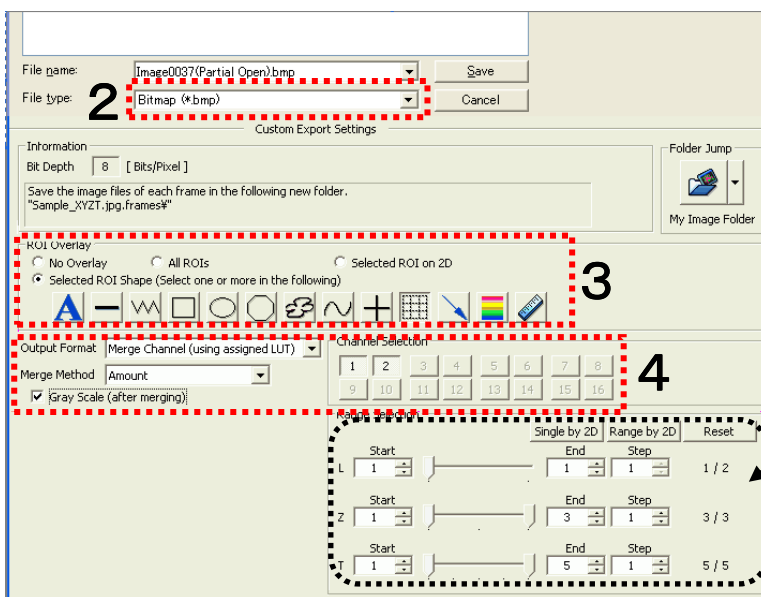 File name: Image0037(Partial Open).bmp Save
2
File type: Bitmap (*.bmp) Cancel
Custom Export Settings
Information
Folder Jump
Bit Depth 8 [ Bits/Pixel ]
Save the image files of each frame in the following new folder.
"Sample_XYZT.jpg.frames¥"
My Image Folder
ROI Overlay
No Overlay All ROIs Selected ROI on 2D
Selected ROI Shape (Select one or more in the following)
3
A
Output Format Merge Channel (using assigned LUT)
Channel Selection
1 2 3 4 5 6 7 8
Merge Method Amount
9 10 11 12 13 14 15 16
4
Gray Scale (after merging)
Range Selection
Single by 2D Range by 2D Reset
Start End Step
L 1 1 1 1 / 2
Start End Step
Z 1 3 1 3 / 3
Start End Step
T 1 5 1 5 / 5